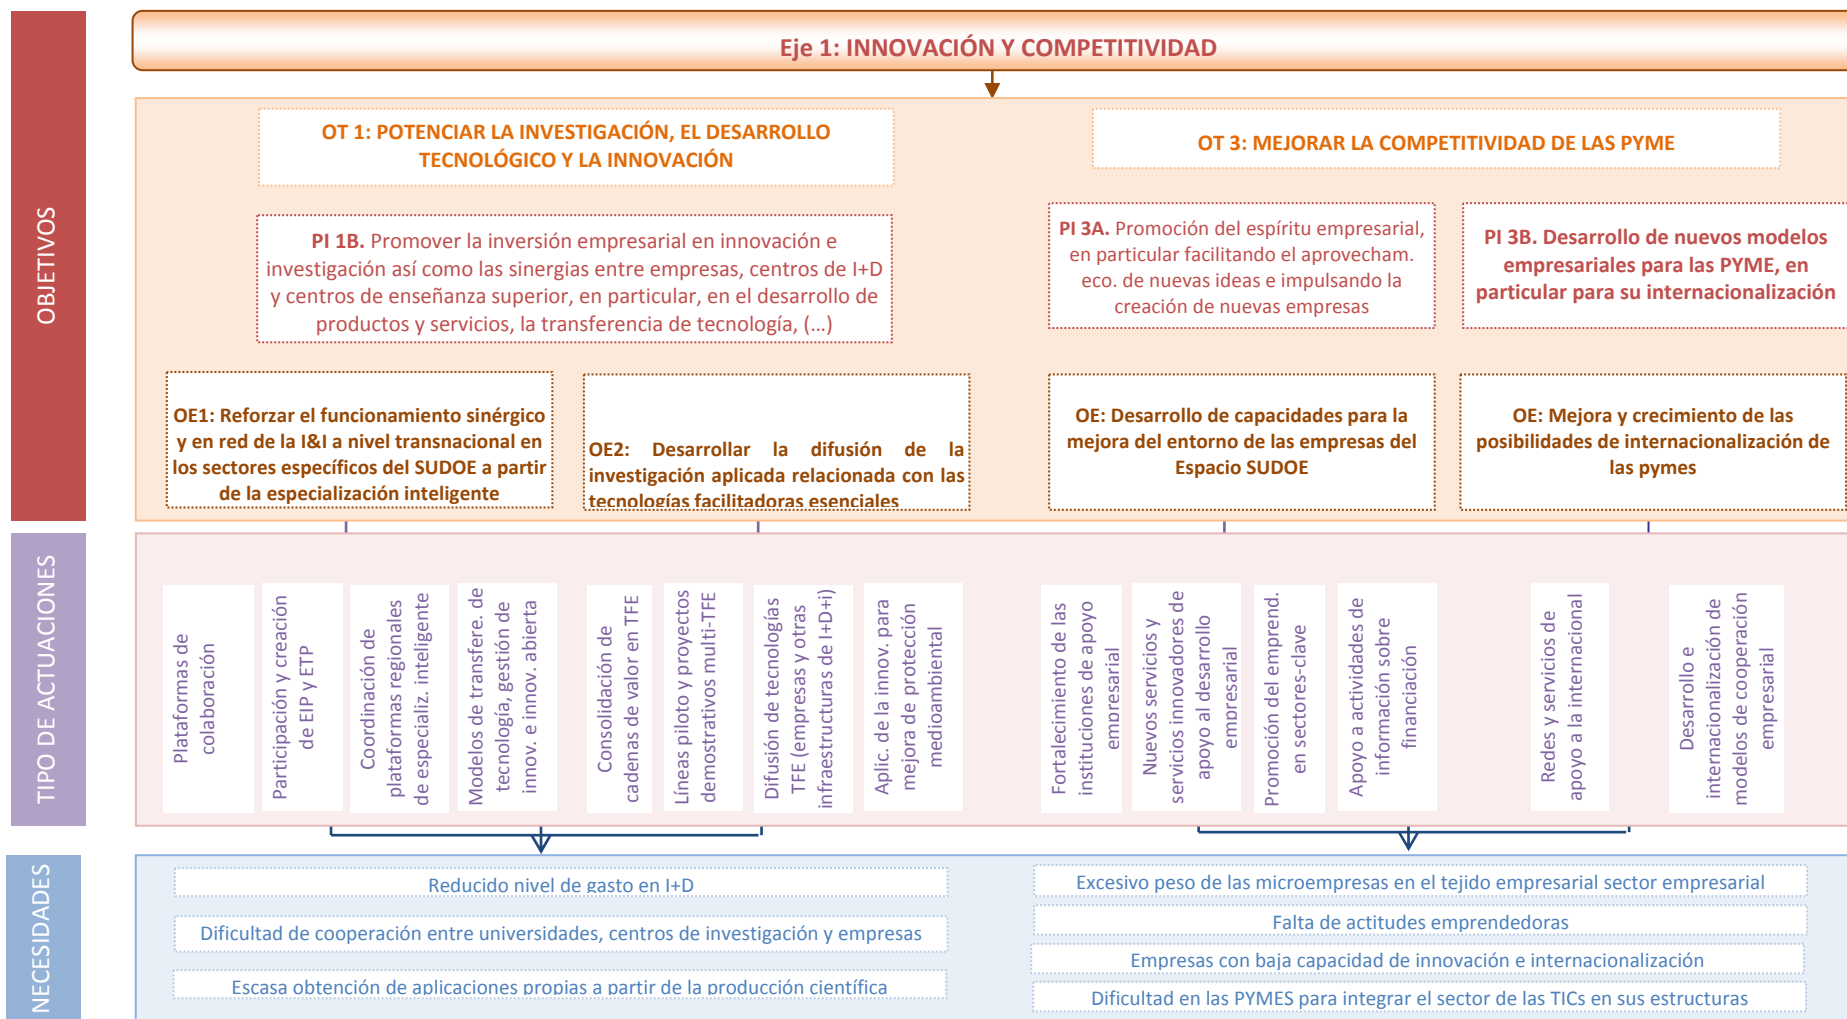 Eje 1: INNOVACIÓN Y COMPETITIVIDAD
OBJETIVOS
OT 1: POTENCIAR LA INVESTIGACIÓN, EL DESARROLLO
TECNOLÓGICO Y LA INNOVACIÓN
OT 3: MEJORAR LA COMPETITIVIDAD DE LAS PYME
PI 1B. Promover la inversión empresarial en innovación e
investigación así como las sinergias entre empresas, centros de I+D
y centros de enseñanza superior, en particular, en el desarrollo de
productos y servicios, la transferencia de tecnología, (...)
PI 3A. Promoción del espíritu empresarial,
en particular facilitando el aprovecham.
eco. de nuevas ideas e impulsando la
creación de nuevas empresas
PI 3B. Desarrollo de nuevos modelos
empresariales para las PYME, en
particular para su internacionalización
OE1: Reforzar el funcionamiento sinérgico
y en red de la I&I a nivel transnacional en
los sectores específicos del SUDOE a partir
de la especialización inteligente
OE2: Desarrollar la difusión de la
investigación aplicada relacionada con las
tecnologías facilitadoras esenciales
OE: Desarrollo de capacidades para la
mejora del entorno de las empresas del
Espacio SUDOE
OE: Mejora y crecimiento de las
posibilidades de internacionalización de
las pymes
TIPO DE ACTUACIONES
Plataformas de
colaboración
Participación y creación
de EIP y ETP
Coordinación de
plataformas regionales
de especializ. inteligente
Modelos de transfere. de
tecnología, gestión de
innov. e innov. abierta
Consolidación de
cadenas de valor en TFE
Líneas piloto y proyectos
demostrativos multi-TFE
Difusión de tecnologías
TFE (empresas y otras
infraestructuras de I+D+i)
Aplic. de la innov. para
mejora de protección
medioambiental
Fortalecimiento de las
instituciones de apoyo
empresarial
Nuevos servicios y
servicios innovadores de
apoyo al desarrollo
empresarial
Promoción del emprend.
en sectores-clave
Apoyo a actividades de
información sobre
financiación
Redes y servicios de
apoyo a la internacional
Desarrollo e
internacionalización de
modelos de cooperación
empresarial
NECESIDADES
Reducido nivel de gasto en I+D
Dificultad de cooperación entre universidades, centros de investigación y empresas
Escasa obtención de aplicaciones propias a partir de la producción científica
Excesivo peso de las microempresas en el tejido empresarial sector empresarial
Falta de actitudes emprendedoras
Empresas con baja capacidad de innovación e internacionalización
Dificultad en las PYMES para integrar el sector de las TICs en sus estructuras